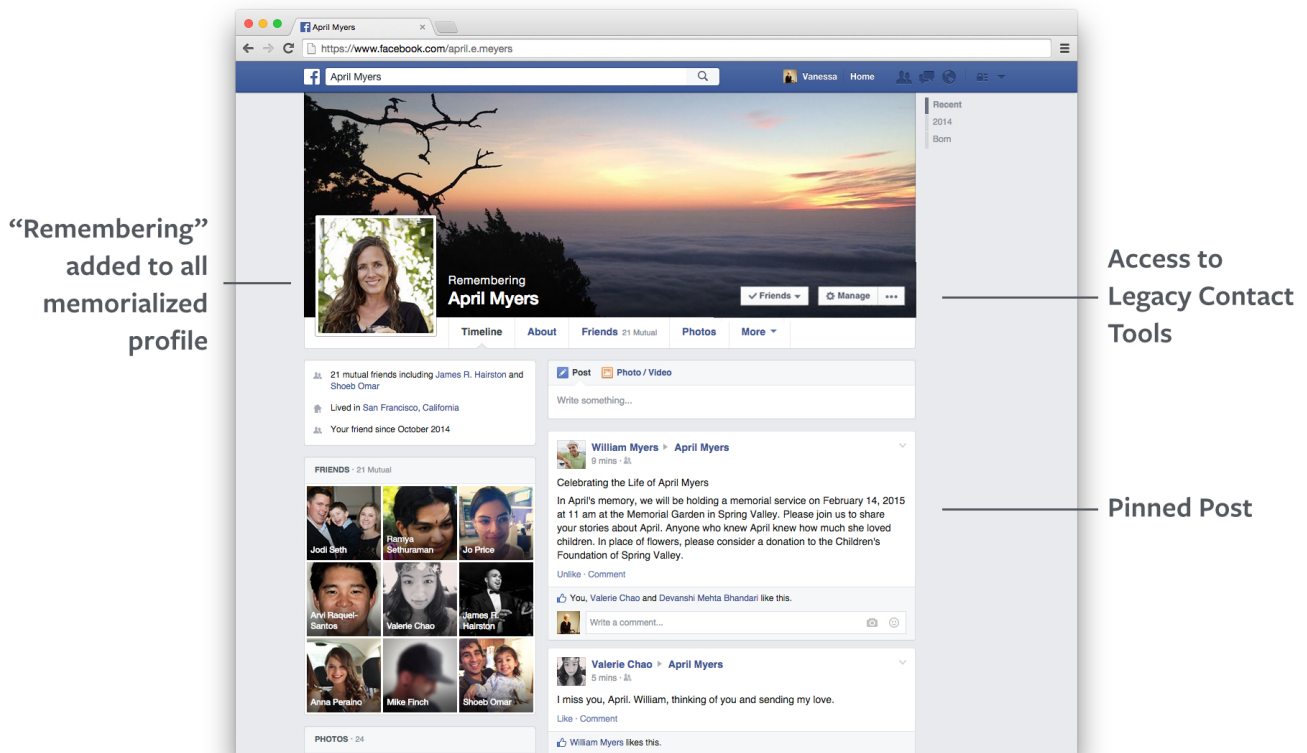 April Myers
https://www.facebook.com/april.e.meyers
April Myers
Vanessa
Home
Recent
2014
Born
“Remembering”
added to all
memorialized
profile
Remembering
April Myers
Friends
Manage
Access to
Legacy Contact
Tools
Timeline
About
Friends 21 Mutual
Photos
More
21 mutual friends including James R. Hairston and
Shoeb Omar
Lived in San Francisco, California
Your friend since October 2014
FRIENDS · 21 Mutual
Jodi Seth
Ramya
Sethuraman
Jo Price
Arvi Raquel-
Santos
Valerie Chao
James R.
Hairston
Anna Peraino
Mike Finch
Shoeb Omar
PHOTOS · 24
Post
Photo / Video
Write something...
William Myers ▸ April Myers
9 mins ·
Celebrating the Life of April Myers
In April's memory, we will be holding a memorial service on February 14, 2015
at 11 am at the Memorial Garden in Spring Valley. Please join us to share
your stories about April. Anyone who knew April knew how much she loved
children. In place of flowers, please consider a donation to the Children's
Foundation of Spring Valley.
Unlike · Comment
You, Valerie Chao and Devanshi Mehta Bhandari like this.
Write a comment...
Pinned Post
Valerie Chao ▸ April Myers
5 mins ·
I miss you, April. William, thinking of you and sending my love.
Like · Comment
William Myers likes this.